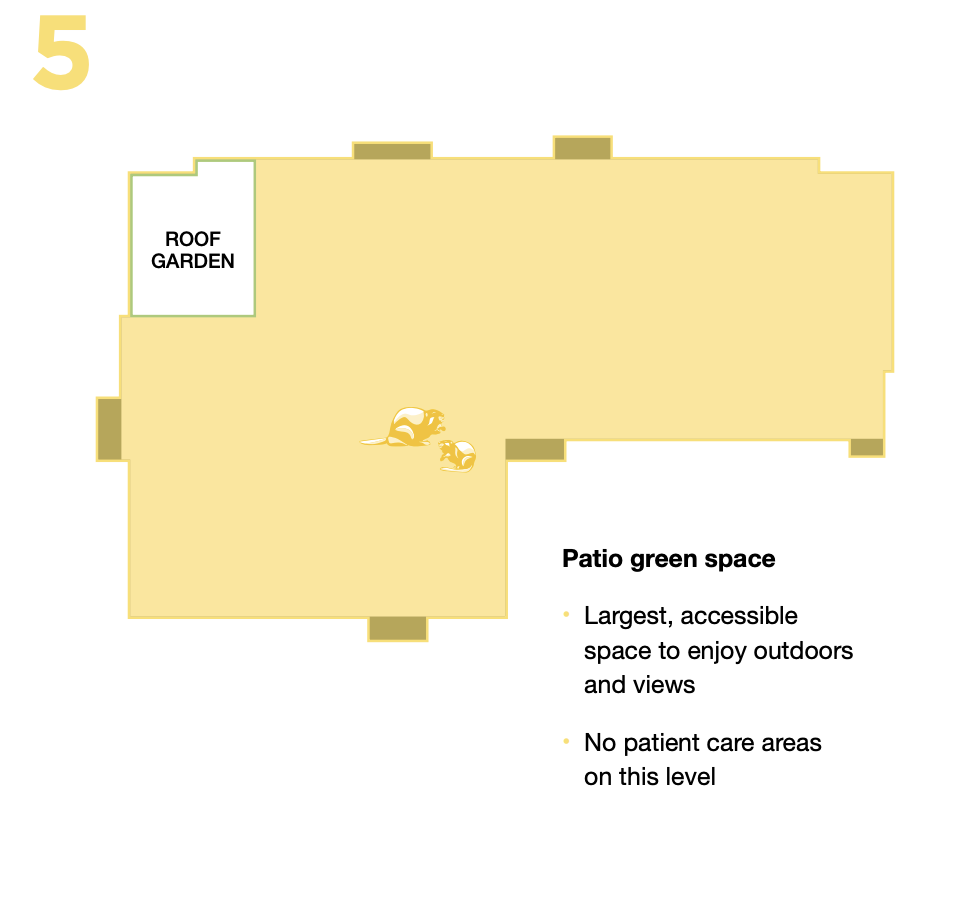 5
ROOF
GARDEN
Patio green space
• Largest, accessible
space to enjoy outdoors
and views
• No patient care areas
on this level